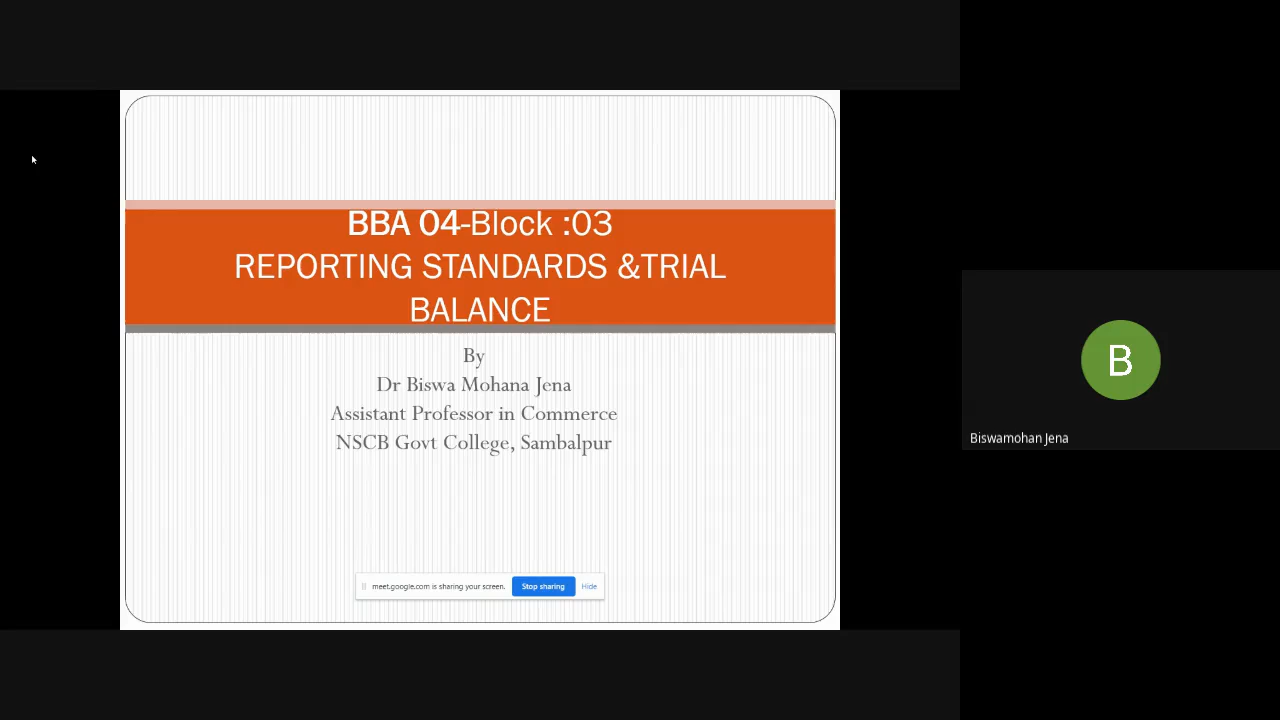 BBA 04-Block :03
REPORTING STANDARDS &TRIAL
BALANCE
By
Dr Biswa Mohana Jena
Assistant Professor in Commerce
NSCB Govt College, Sambalpur
meet.google.com is sharing your screen. Stop sharing Hide
B
Biswamohan Jena